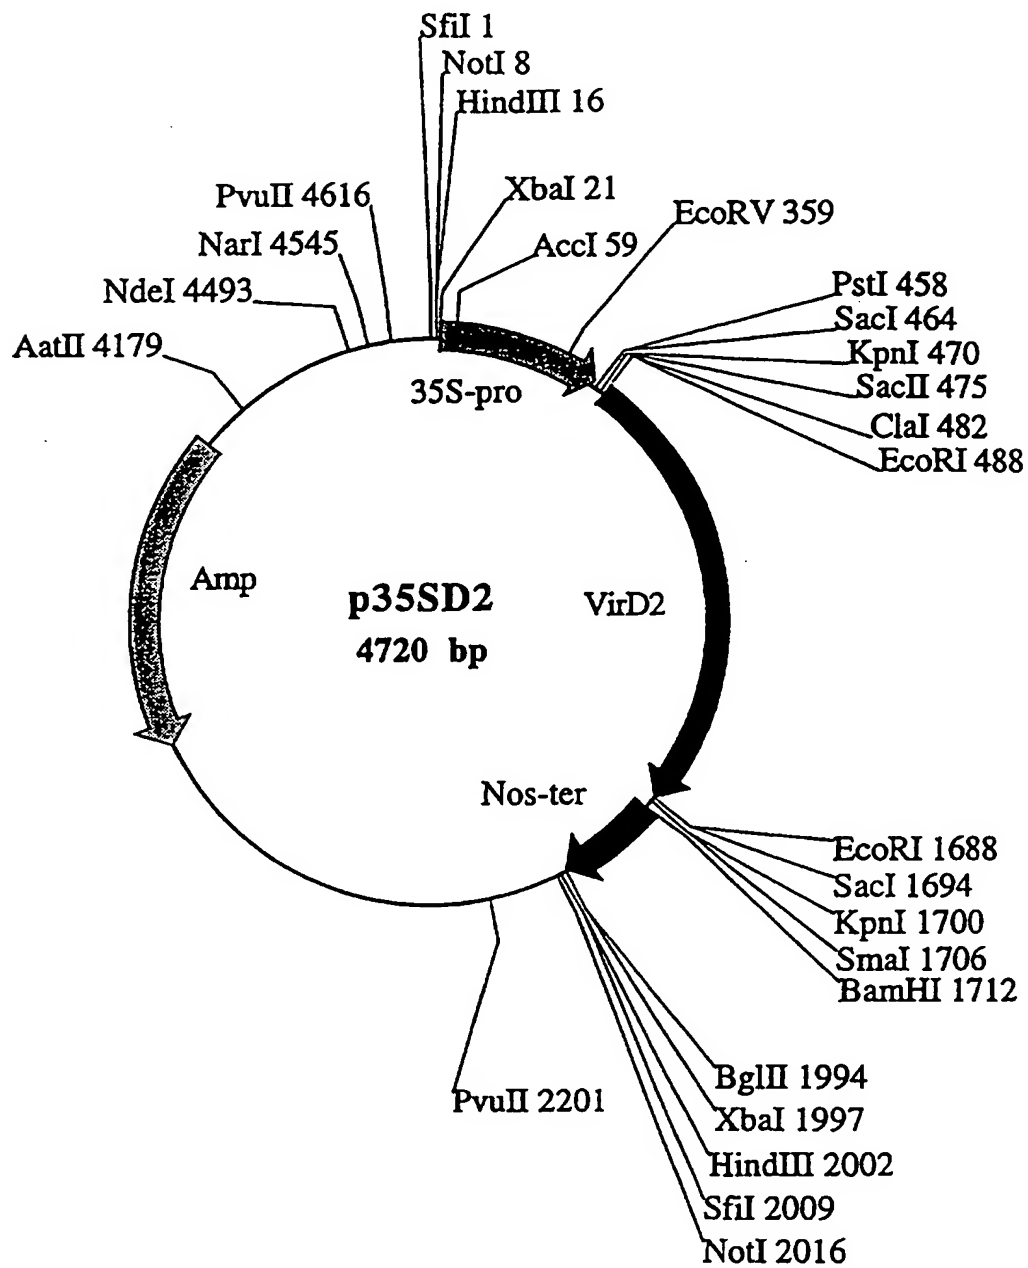 SfiI 1
NotI 8
HindIII 16
XbaI 21
PvuII 4616
EcoRV 359
AccI 59
NarI 4545
NdeI 4493
PstI 458
SacI 464
AatII 4179
KpnI 470
SacII 475
35S-pro
ClaI 482
EcoRI 488
Amp
p35SD2
VirD2
4720 bp
Nos-ter
EcoRI 1688
SacI 1694
KpnI 1700
SmaI 1706
BamHI 1712
BglII 1994
PvuII 2201
XbaI 1997
HindIII 2002
SfiI 2009
NotI 2016